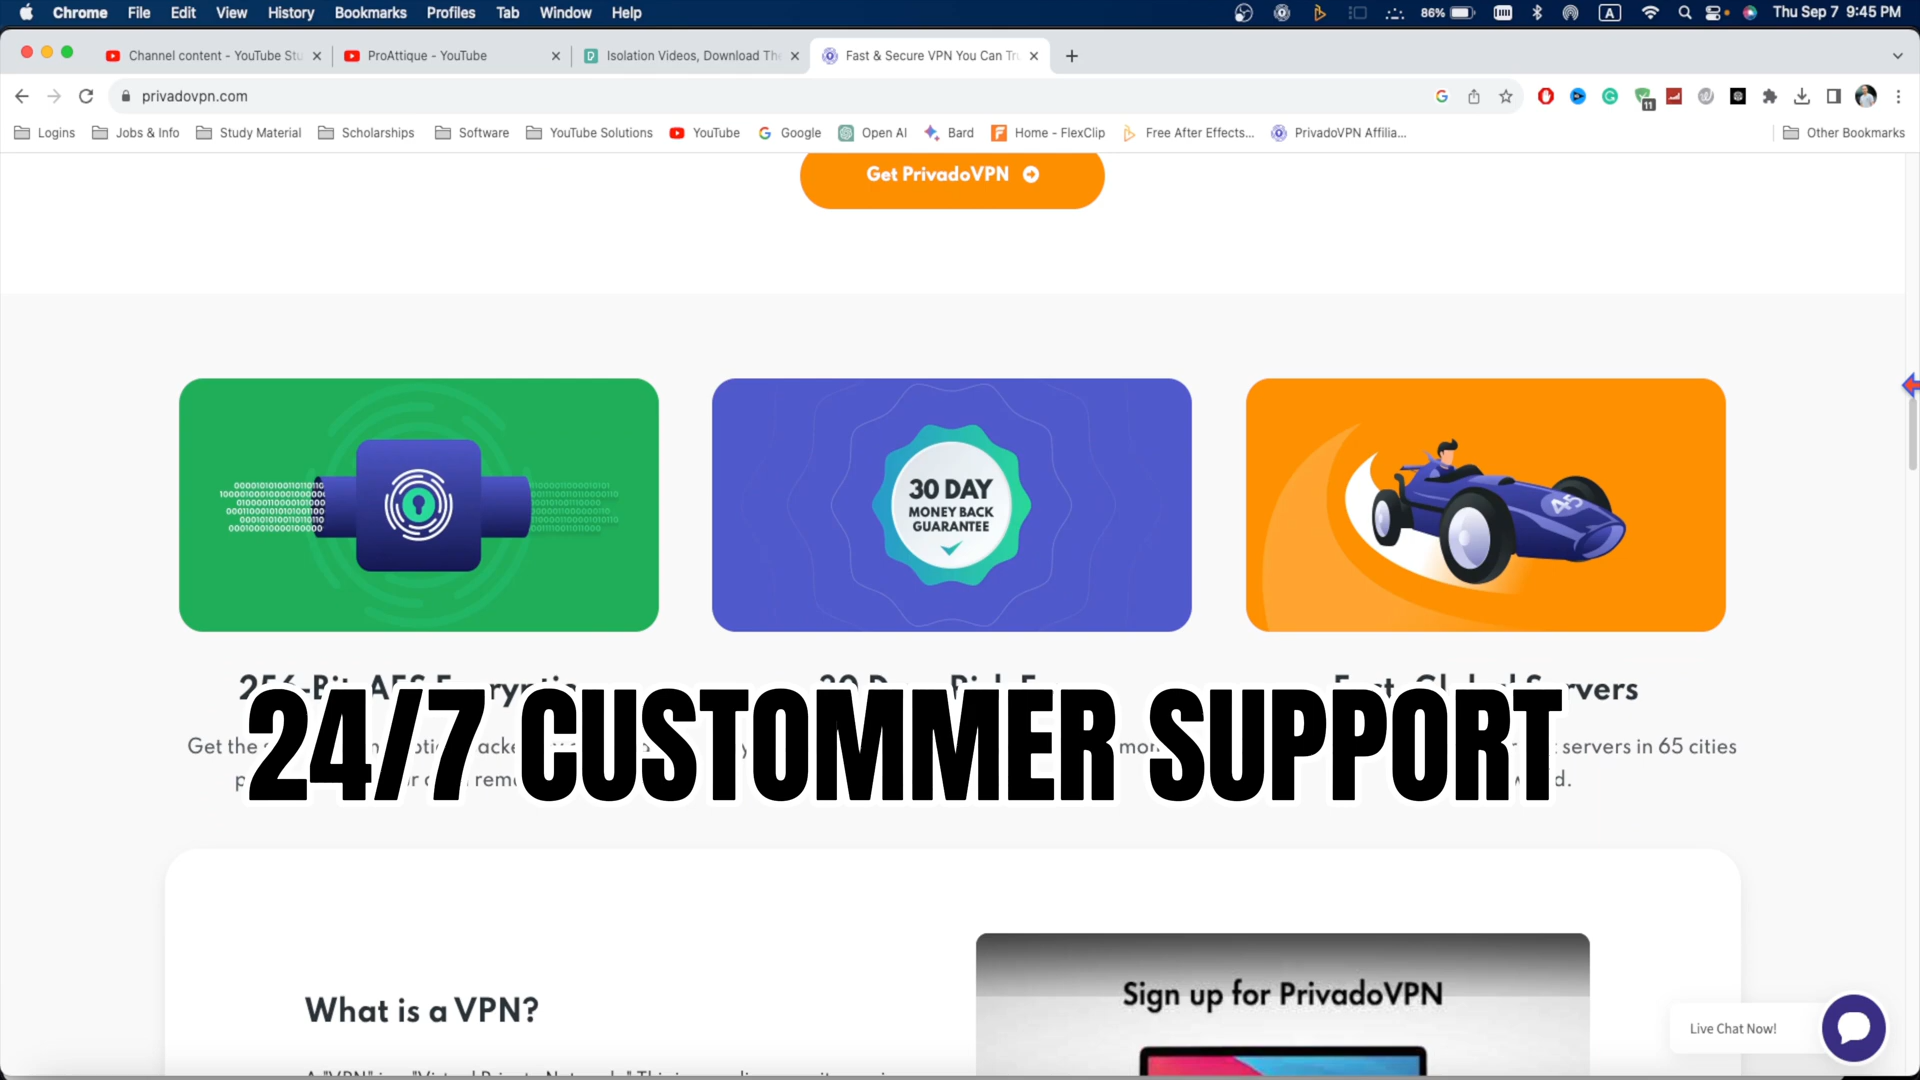 Chrome File Edit View History Bookmarks Profiles Tab Window Help 86% A Thu Sep 7 9:45 PM
Channel content - YouTube Stu ProAttique - YouTube Isolation Videos, Download The Fast & Secure VPN You Can Tr
privadovpn.com 11
Logins Jobs & Info Study Material Scholarships Software YouTube Solutions YouTube Google Open AI Bard Home - FlexClip Free After Effects... PrivadoVPN Affilia... Other Bookmarks
Get PrivadoVPN
30 DAY
MONEY BACK
GUARANTEE
45
24/7 CUSTOMMER SUPPORT
Get the
servers in 65 cities
What is a VPN?
Sign up for PrivadoVPN
Live Chat Now!